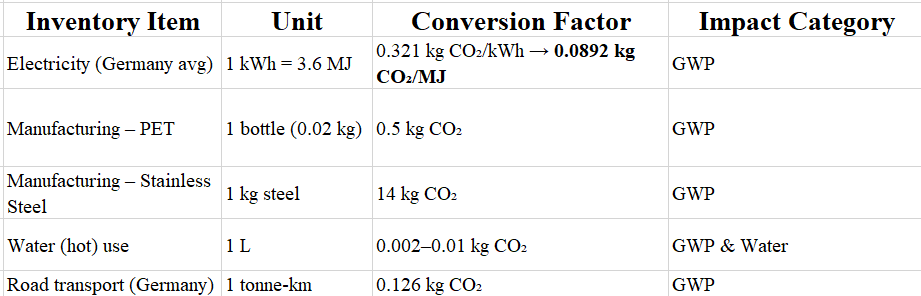 Inventory Item Unit Conversion Factor Impact Category
Electricity (Germany avg) 1 kWh = 3.6 MJ 0.321 kg CO₂/kWh → 0.0892 kg CO₂/MJ GWP
Manufacturing – PET 1 bottle (0.02 kg) 0.5 kg CO₂ GWP
Manufacturing – Stainless Steel 1 kg steel 14 kg CO₂ GWP
Water (hot) use 1 L 0.002–0.01 kg CO₂ GWP & Water
Road transport (Germany) 1 tonne-km 0.126 kg CO₂ GWP